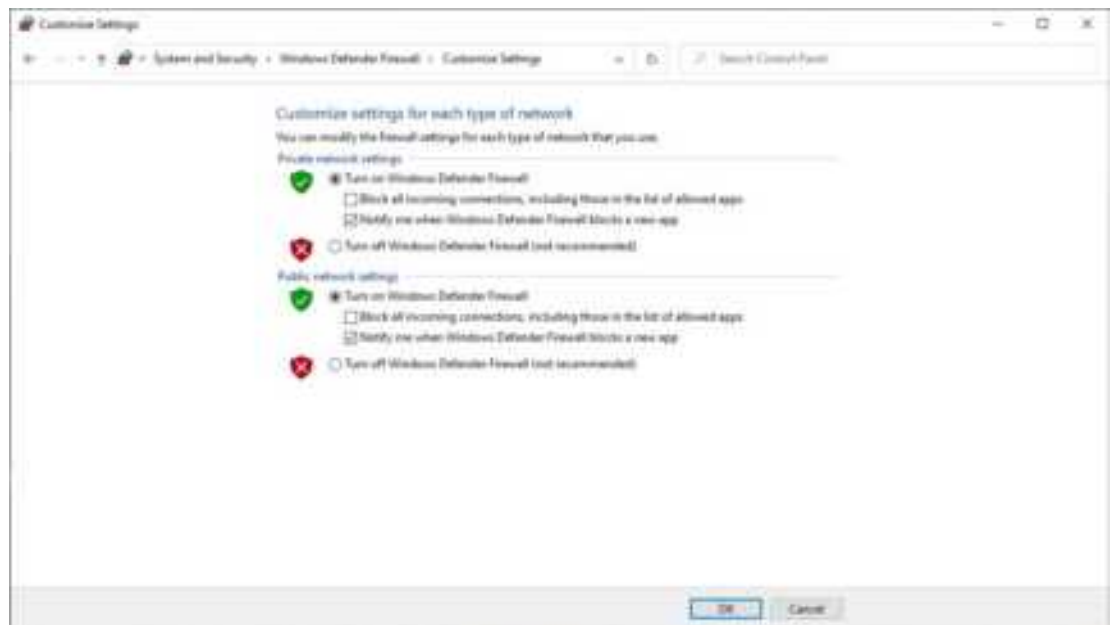 Customize Settings
System and Security › Windows Defender Firewall › Customize Settings
Search Control Panel
Customize settings for each type of network
You can modify the firewall settings for each type of network that you use.
Private network settings
Turn on Windows Defender Firewall
Block all incoming connections, including those in the list of allowed apps
Notify me when Windows Defender Firewall blocks a new app
Turn off Windows Defender Firewall (not recommended)
Public network settings
Turn on Windows Defender Firewall
Block all incoming connections, including those in the list of allowed apps
Notify me when Windows Defender Firewall blocks a new app
Turn off Windows Defender Firewall (not recommended)
OK Cancel